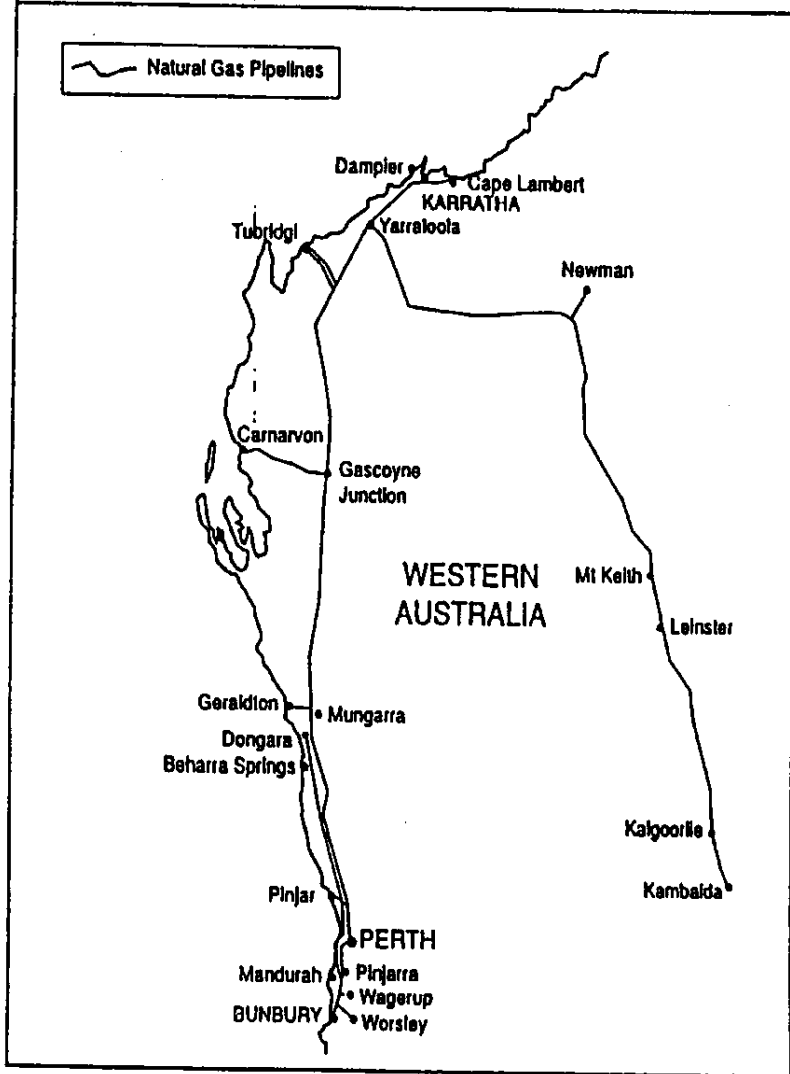 Natural Gas Pipelines
Dampier
Cape Lambert
KARRATHA
Yarraloola
Tubridgi
Newman
Carnarvon
Gascoyne
Junction
WESTERN
AUSTRALIA
Mt Keith
Leinster
Geraldton
Mungarra
Dongara
Beharra Springs
Kalgoorlie
Kambalda
Pinjar
PERTH
Mandurah
Pinjarra
Wagerup
BUNBURY
Worsley